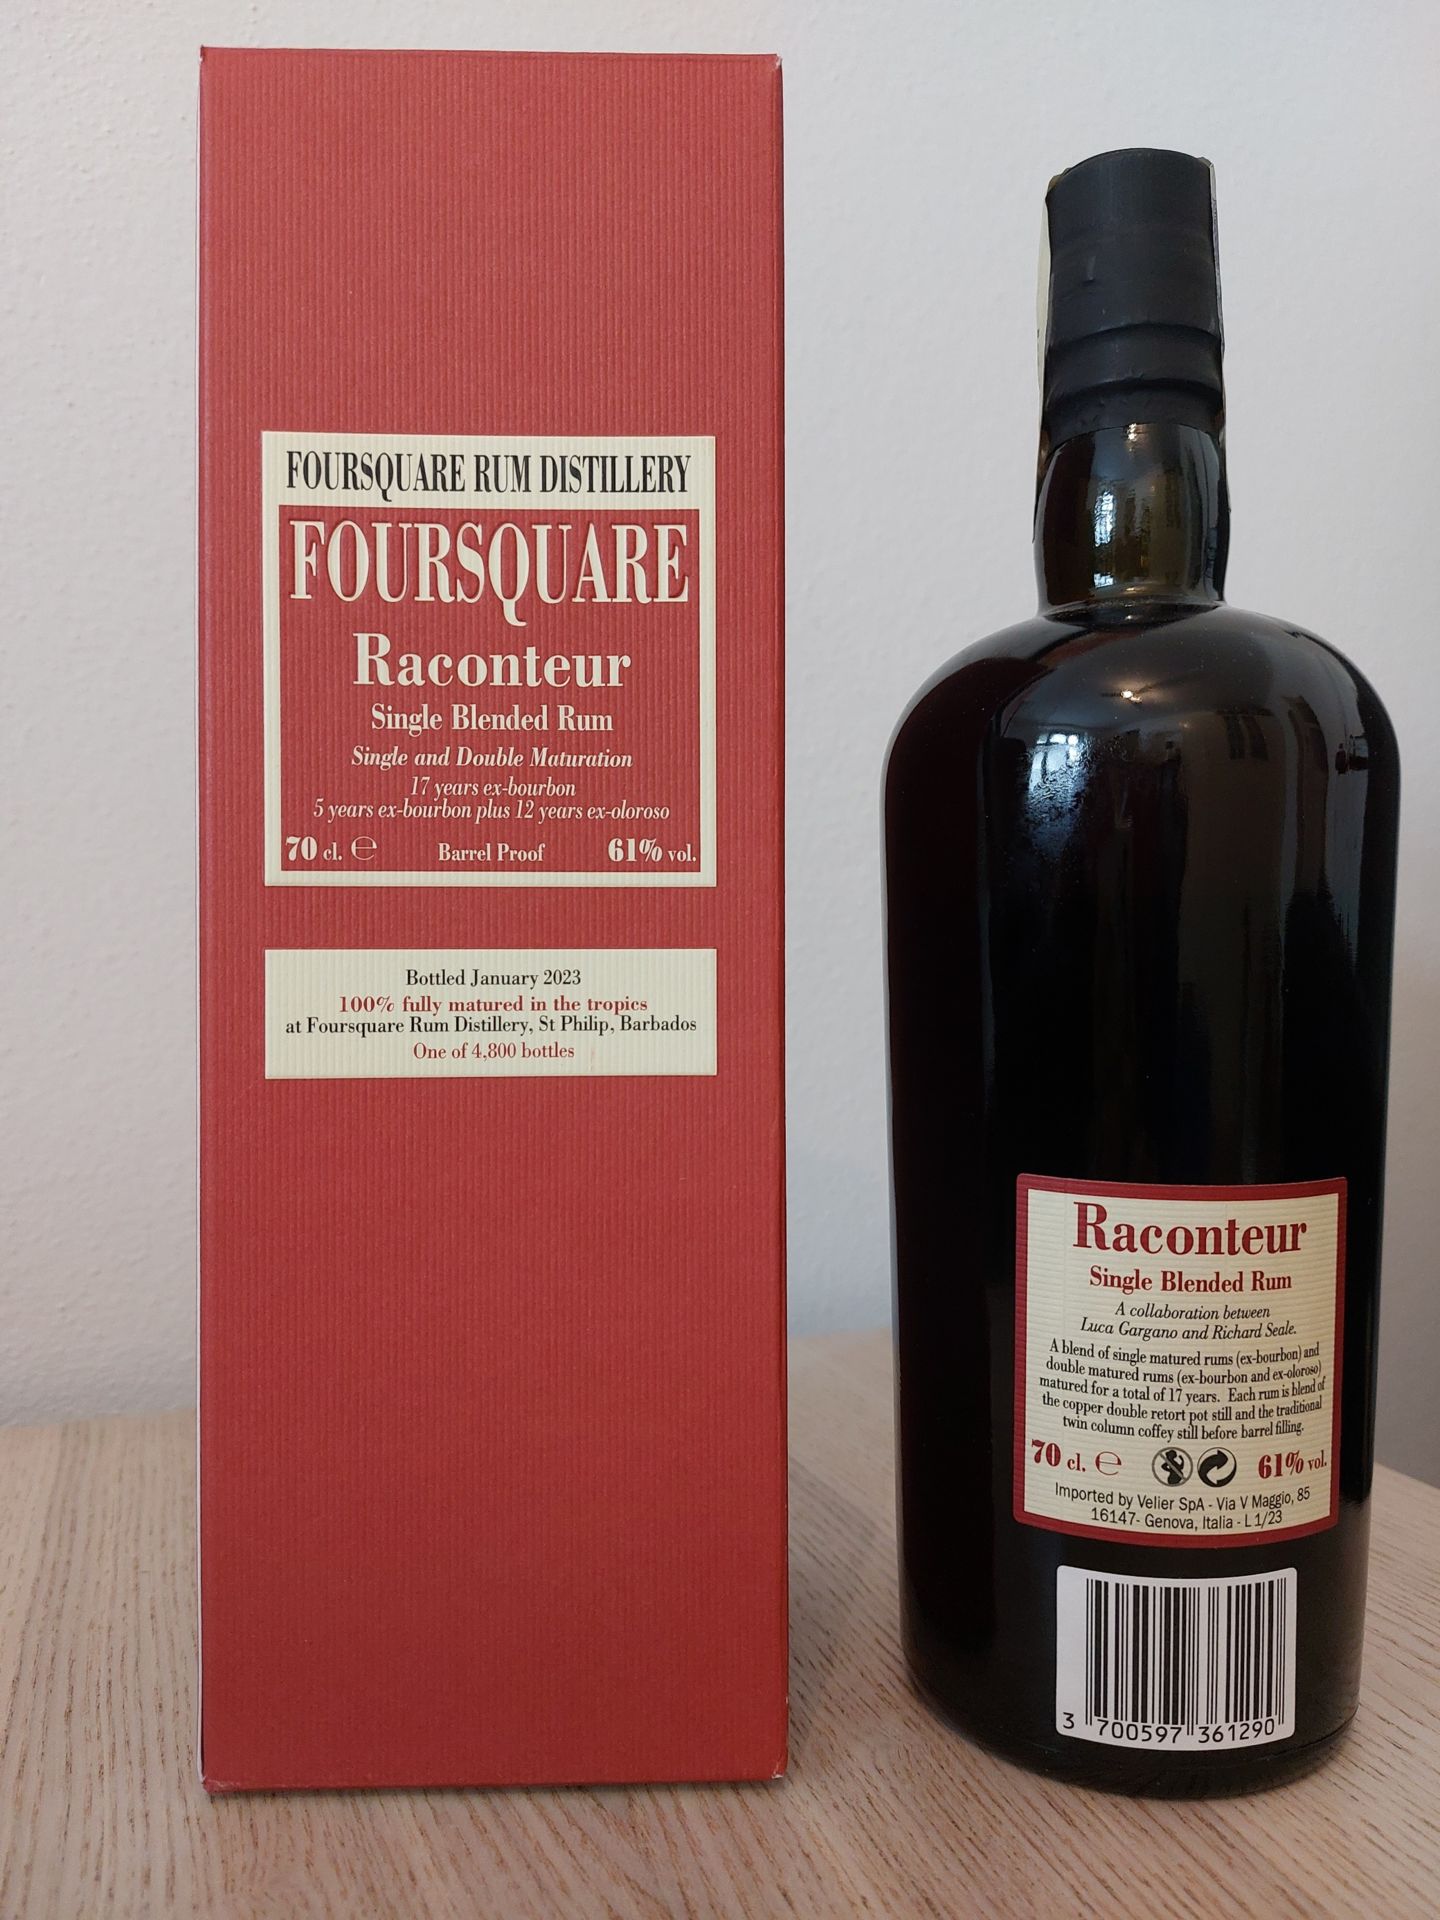 FOURSQUARE RUM DISTILLERY
FOURSQUARE
Raconteur
Single Blended Rum
Single and Double Maturation
17 years ex-bourbon
5 years ex-bourbon plus 12 years ex-oloroso
70 cl. ℮ Barrel Proof 61% vol.
Bottled January 2023
100% fully matured in the tropics
at Foursquare Rum Distillery, St Philip, Barbados
One of 4,800 bottles
Raconteur
Single Blended Rum
A collaboration between
Luca Gargano and Richard Seale.
A blend of single matured rums (ex-bourbon) and
double matured rums (ex-bourbon and ex-oloroso)
matured for a total of 17 years. Each rum is blend of
the copper double retort pot still and the traditional
twin column coffey still before barrel filling.
70 cl. ℮ 61% vol.
Imported by Velier SpA - Via V Maggio, 85
16147- Genova, Italia - L 1/23
3 700597 361290